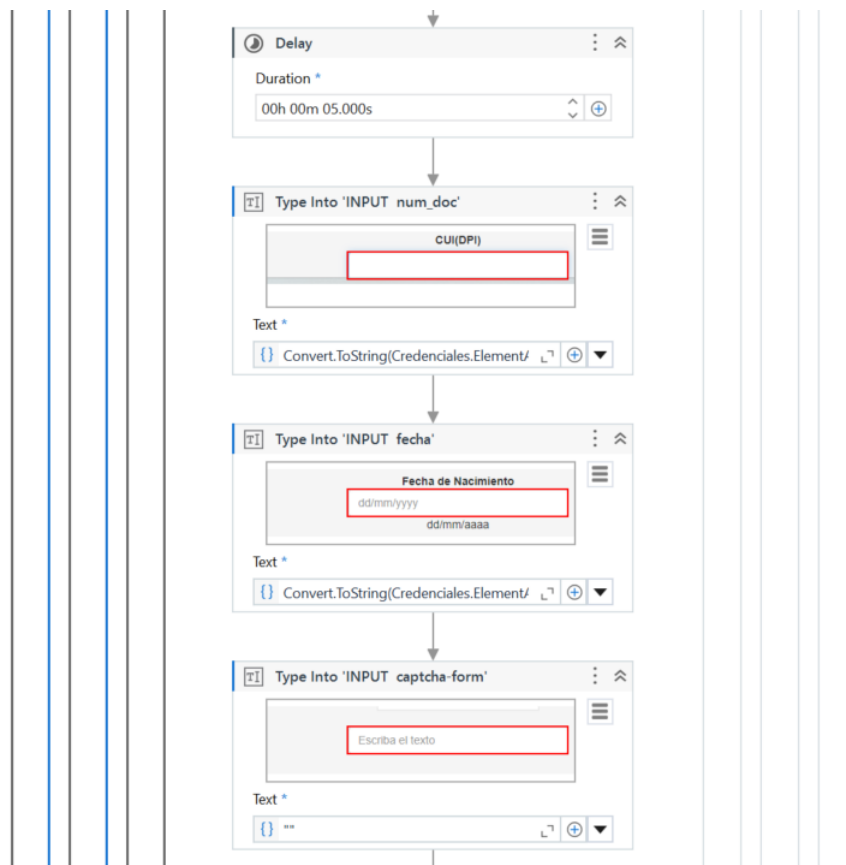 Delay
Duration *
00h 00m 05.000s
Type Into 'INPUT num_doc'
CUI(DPI)
Text *
{} Convert.ToString(Credenciales.ElementA
Type Into 'INPUT fecha'
Fecha de Nacimiento
dd/mm/yyyy
dd/mm/aaaa
Text *
{} Convert.ToString(Credenciales.ElementA
Type Into 'INPUT captcha-form'
Escriba el texto
Text *
{} ""